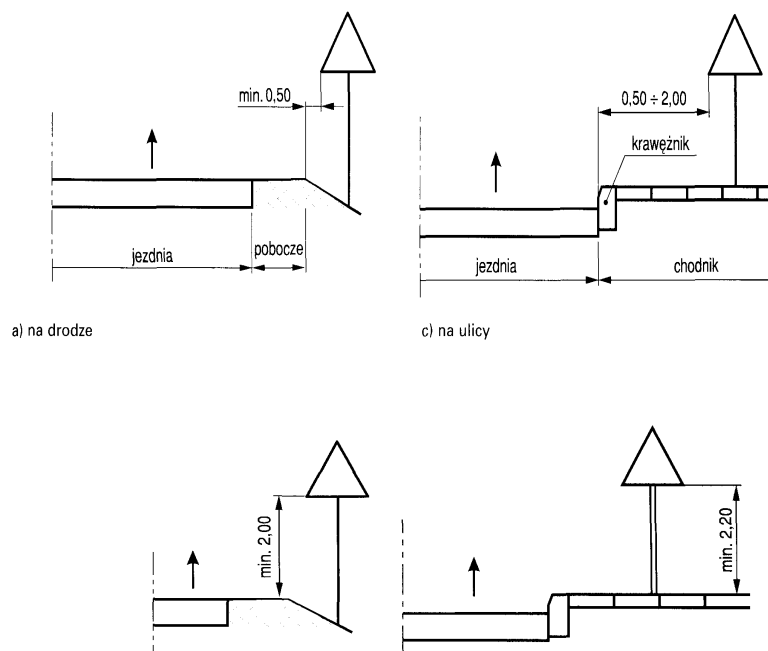 min. 0,50
0,50 ÷ 2,00
krawężnik
jezdnia
pobocze
jezdnia
chodnik
a) na drodze
c) na ulicy
min. 2,00
min. 2,20